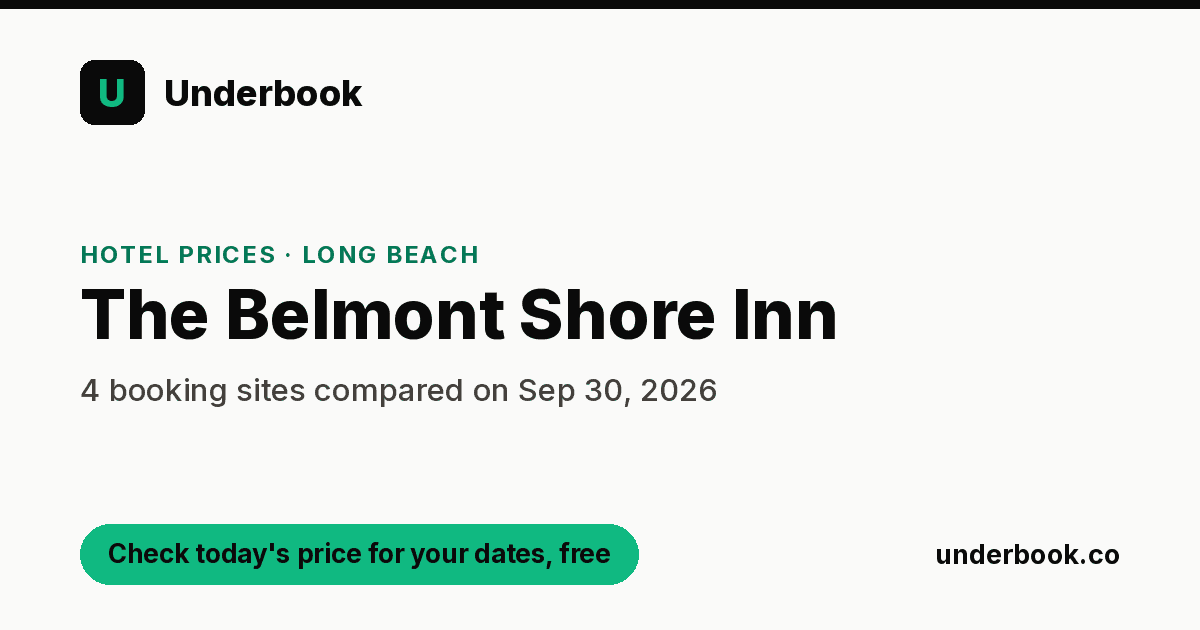 U Underbook
HOTEL PRICES · LONG BEACH
The Belmont Shore Inn
4 booking sites compared on Sep 30, 2026
Check today's price for your dates, free
underbook.co